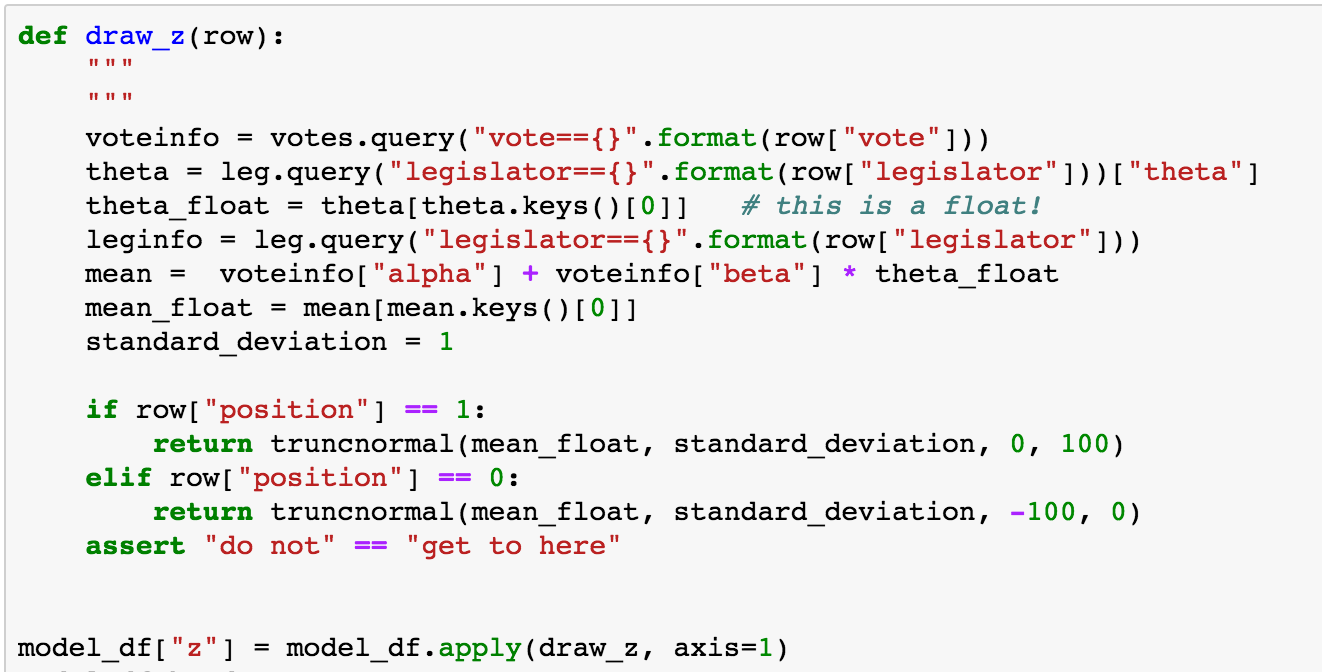 def draw_z(row):
    """
    """
    voteinfo = votes.query("vote=={}".format(row["vote"]))
    theta = leg.query("legislator=={}".format(row["legislator"]))["theta"]
    theta_float = theta[theta.keys()[0]]   # this is a float!
    leginfo = leg.query("legislator=={}".format(row["legislator"]))
    mean =  voteinfo["alpha"] + voteinfo["beta"] * theta_float
    mean_float = mean[mean.keys()[0]]
    standard_deviation = 1

    if row["position"] == 1:
        return truncnormal(mean_float, standard_deviation, 0, 100)
    elif row["position"] == 0:
        return truncnormal(mean_float, standard_deviation, -100, 0)
    assert "do not" == "get to here"


model_df["z"] = model_df.apply(draw_z, axis=1)